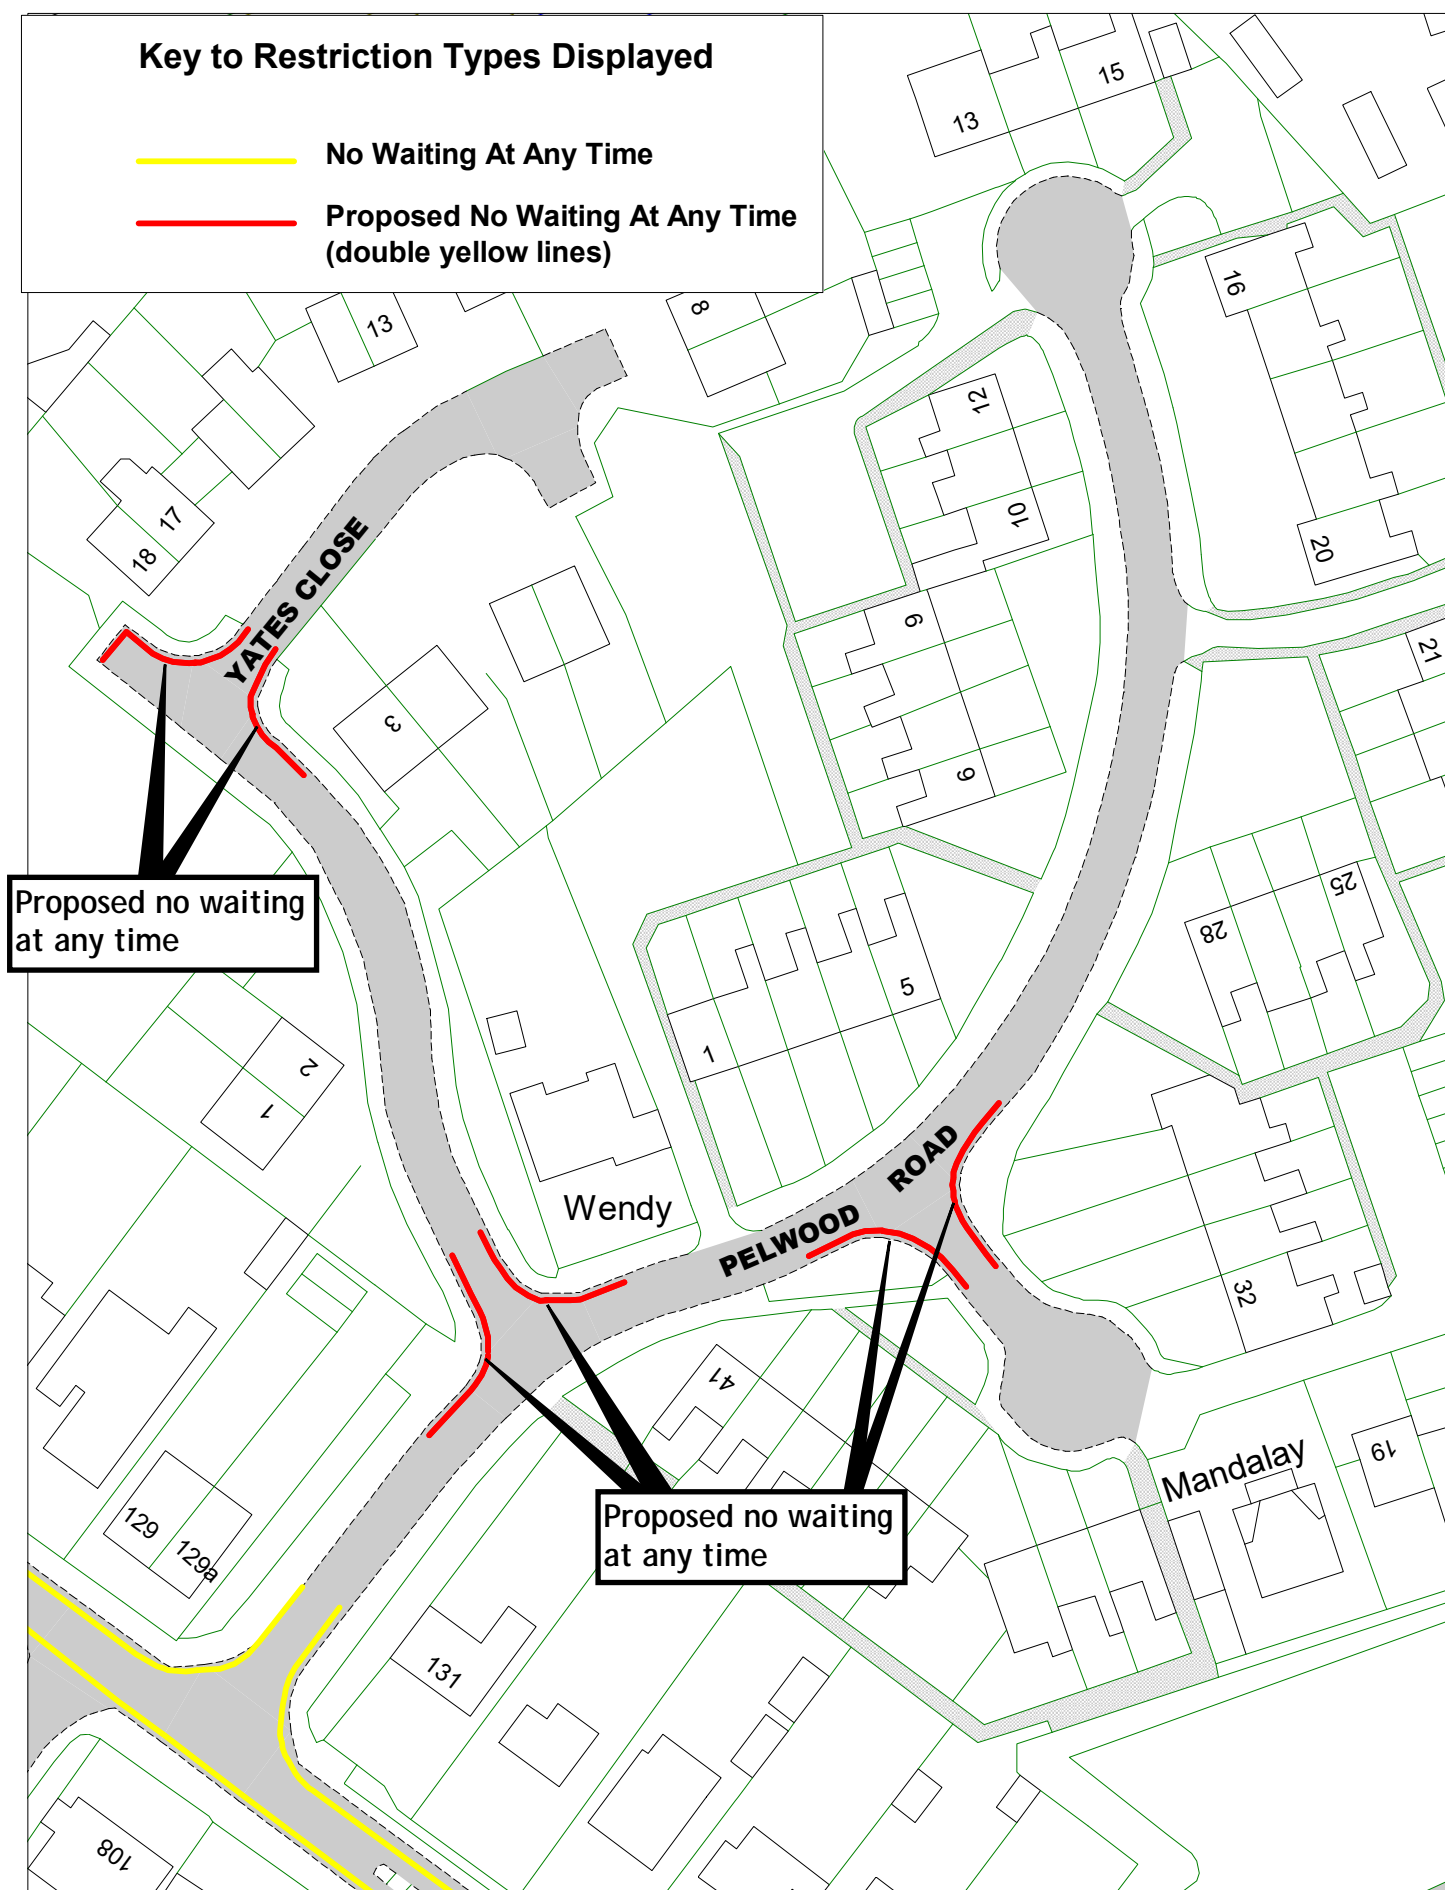 Key to Restriction Types Displayed
No Waiting At Any Time
Proposed No Waiting At Any Time
(double yellow lines)
15
13
16
13
8
12
10
17
18
20
YATES CLOSE
6
21
3
9
25
28
Proposed no waiting
at any time
5
1
2
1
PELWOOD ROAD
Wendy
32
41
Mandalay
19
Proposed no waiting
at any time
129
129a
131
108